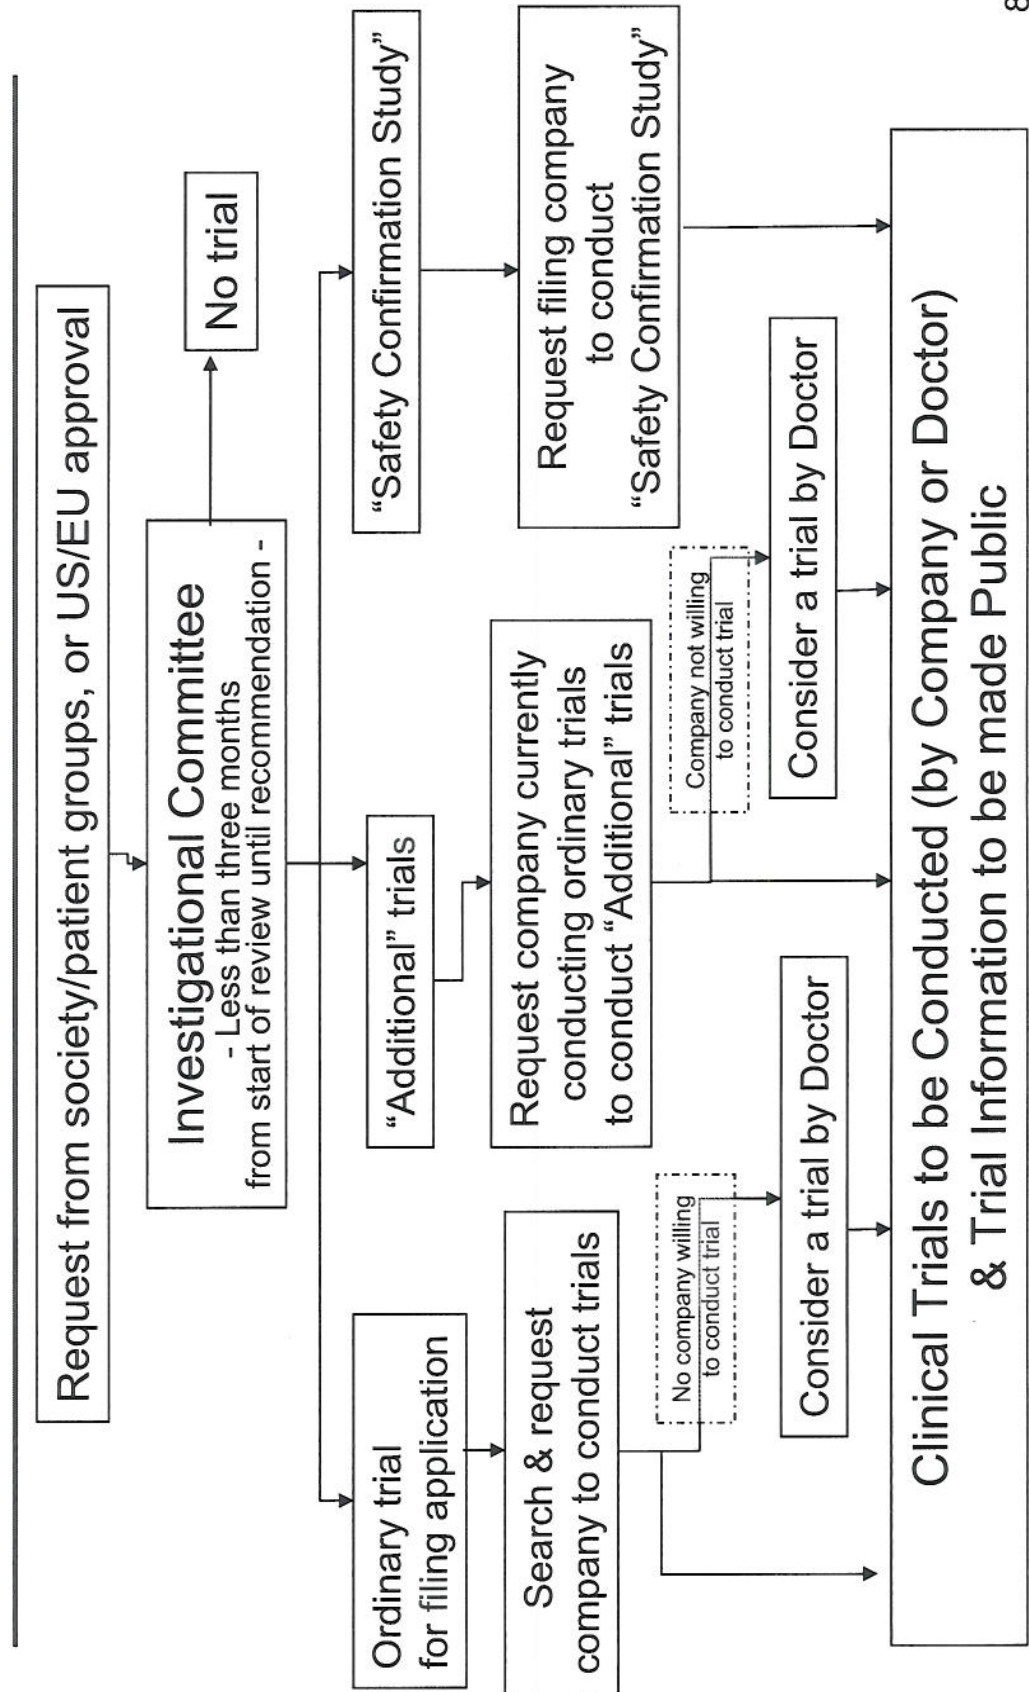 Request from society/patient groups, or US/EU approval
Investigational Committee
- Less than three months
from start of review until recommendation -
No trial
Ordinary trial
for filing application
“Additional” trials
“Safety Confirmation Study”
Search & request
company to conduct trials
Request company currently
conducting ordinary trials
to conduct “Additional” trials
Request filing company
to conduct
“Safety Confirmation Study”
No company willing
to conduct trial
Company not willing
to conduct trial
Consider a trial by Doctor
Consider a trial by Doctor
Clinical Trials to be Conducted (by Company or Doctor)
& Trial Information to be made Public
8